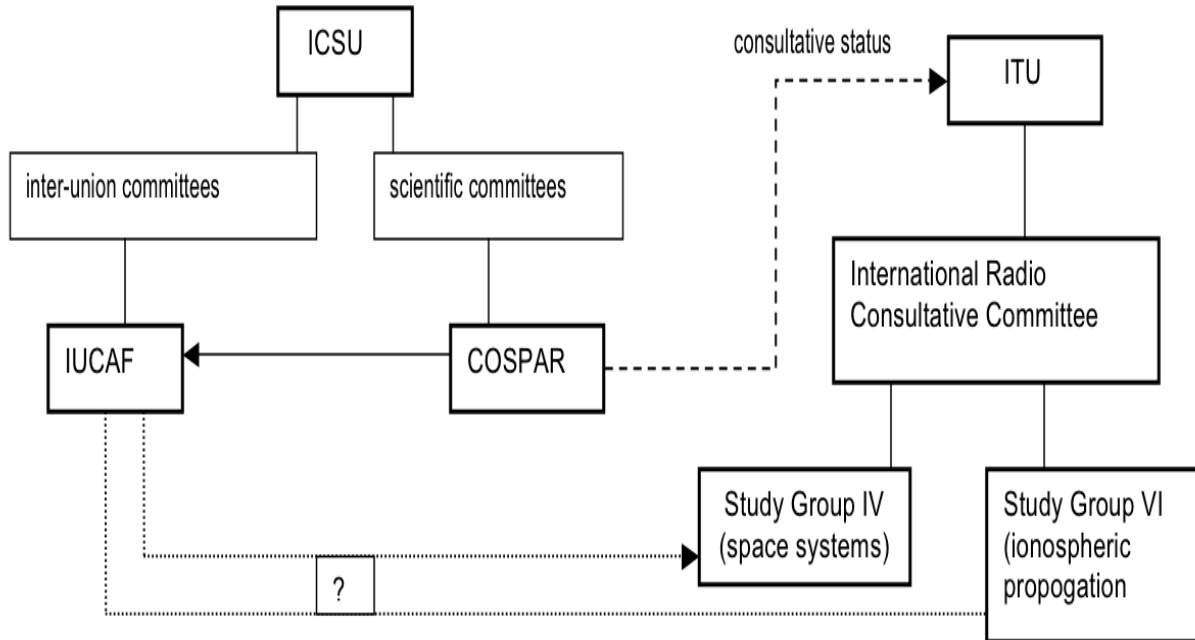 ICSU
consultative status
ITU
inter-union committees
scientific committees
International Radio
Consultative Committee
IUCAF
COSPAR
Study Group IV
(space systems)
Study Group VI
(ionospheric
propogation
?